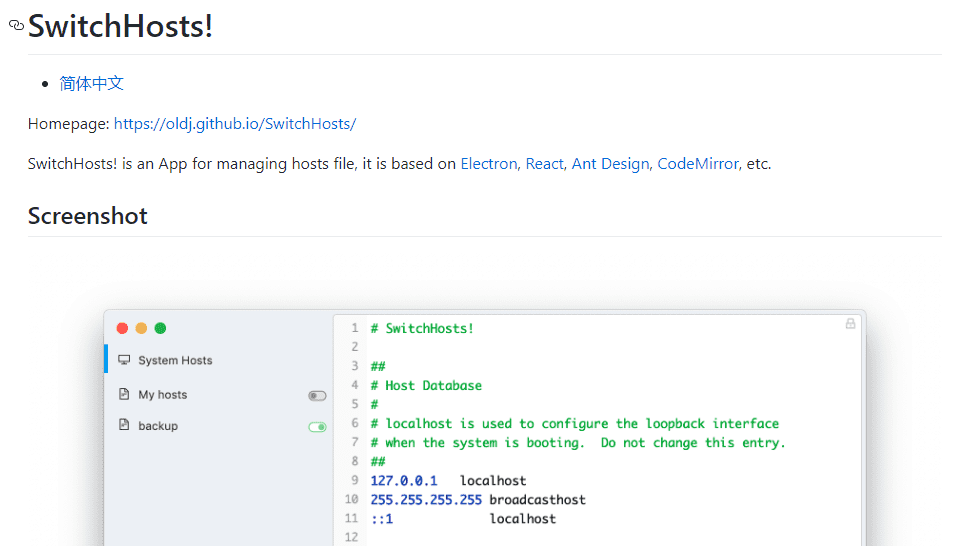 SwitchHosts!
简体中文
Homepage: https://oldj.github.io/SwitchHosts/
SwitchHosts! is an App for managing hosts file, it is based on Electron, React, Ant Design, CodeMirror, etc.
Screenshot
System Hosts
My hosts
backup
1 # SwitchHosts!
2
3 ##
4 # Host Database
5 #
6 # localhost is used to configure the loopback interface
7 # when the system is booting.  Do not change this entry.
8 ##
9 127.0.0.1   localhost
10 255.255.255.255 broadcasthost
11 ::1             localhost
12